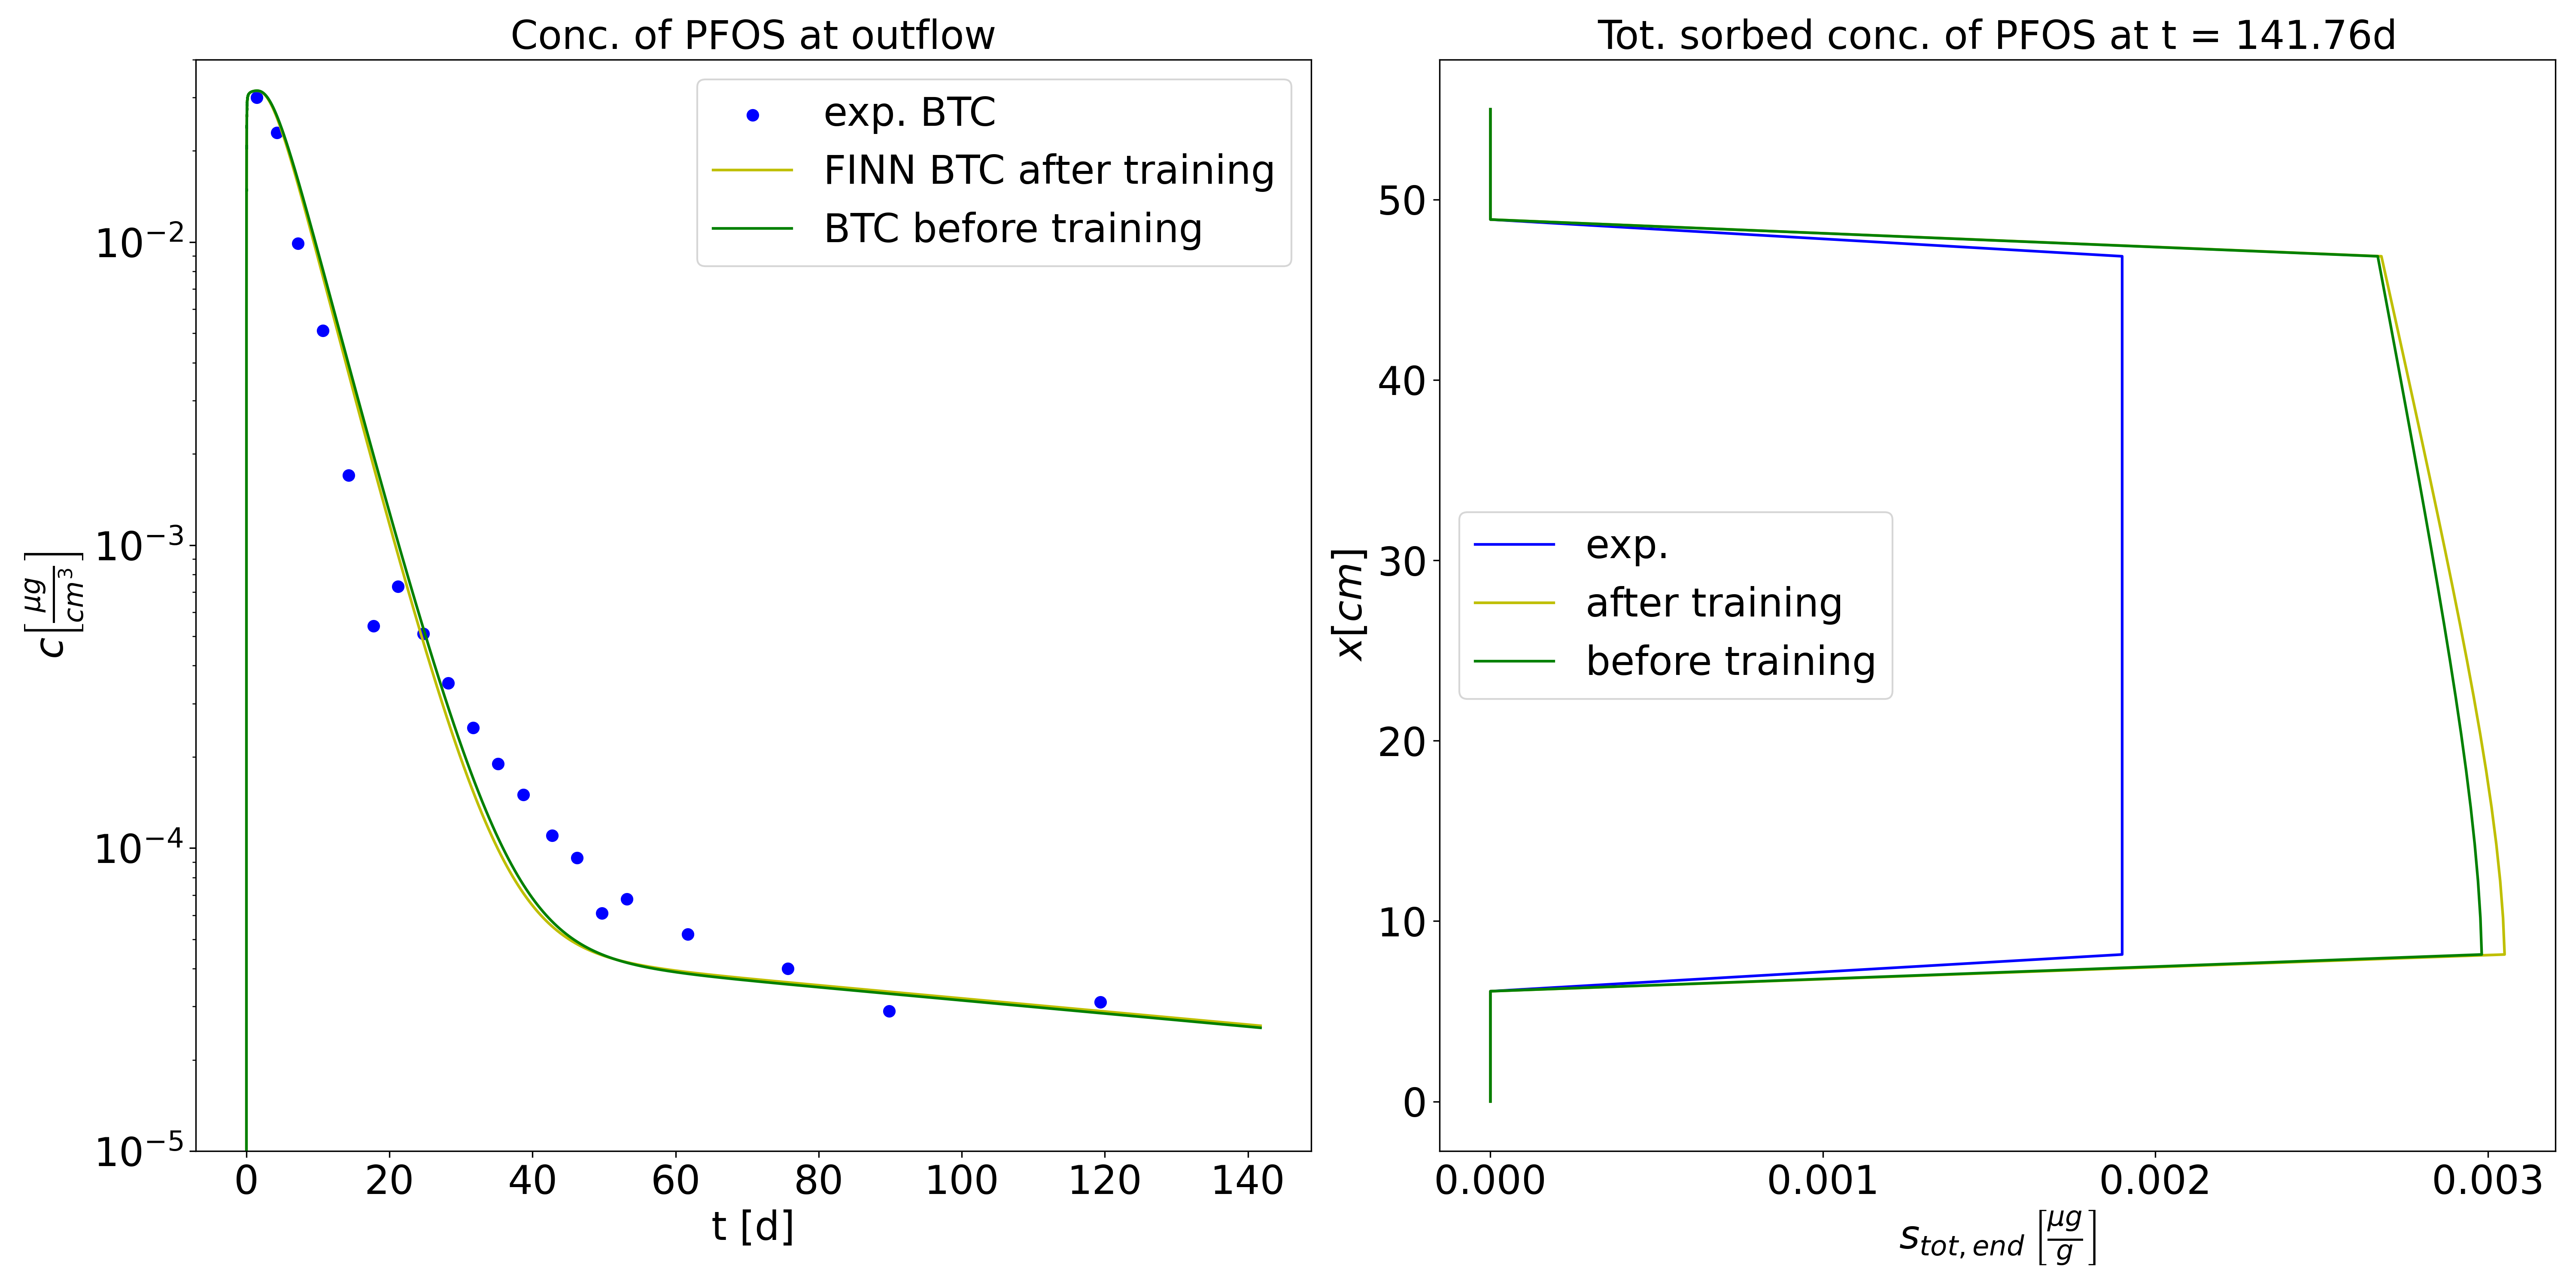 Conc. of PFOS at outflow
exp. BTC
FINN BTC after training
BTC before training
10⁻²
10⁻³
10⁻⁴
10⁻⁵
c[μg/cm³]
0 20 40 60 80 100 120 140
t [d]
Tot. sorbed conc. of PFOS at t = 141.76d
exp.
after training
before training
50
40
30
20
10
0
x[cm]
0.000 0.001 0.002 0.003
s_{tot, end} [μg/g]